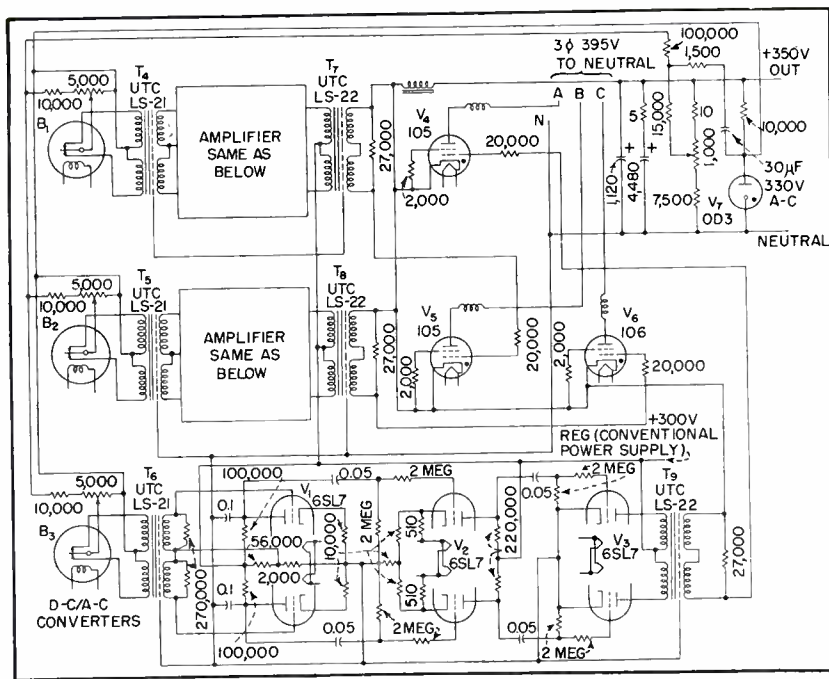 T4
UTC
LS-21
5,000
10,000
B1
AMPLIFIER
SAME AS
BELOW
T7
UTC
LS-22
27,000
V4
105
2,000
20,000
3ϕ 395V
TO NEUTRAL
A B C
N
1,120
+
5
4,480
+
15,000
100,000
1,500
+350V
OUT
10
1,000
7,500
10,000
30μF
330V
A-C
V7
OD3
NEUTRAL
T5
UTC
LS-21
5,000
10,000
B2
AMPLIFIER
SAME AS
BELOW
T8
UTC
LS-22
27,000
V5
105
2,000
20,000
V6
106
2,000
20,000
+300V
REG (CONVENTIONAL
POWER SUPPLY)
T6
UTC
LS-21
5,000
10,000
B3
D-C/A-C
CONVERTERS
270,000
100,000
0.1
0.1
56,000
2,000
100,000
V1
6SL7
10,000
0.05
0.05
2 MEG
2 MEG
2 MEG
510
510
V2
6SL7
220,000
0.05
0.05
2 MEG
2 MEG
V3
6SL7
T9
UTC
LS-22
27,000